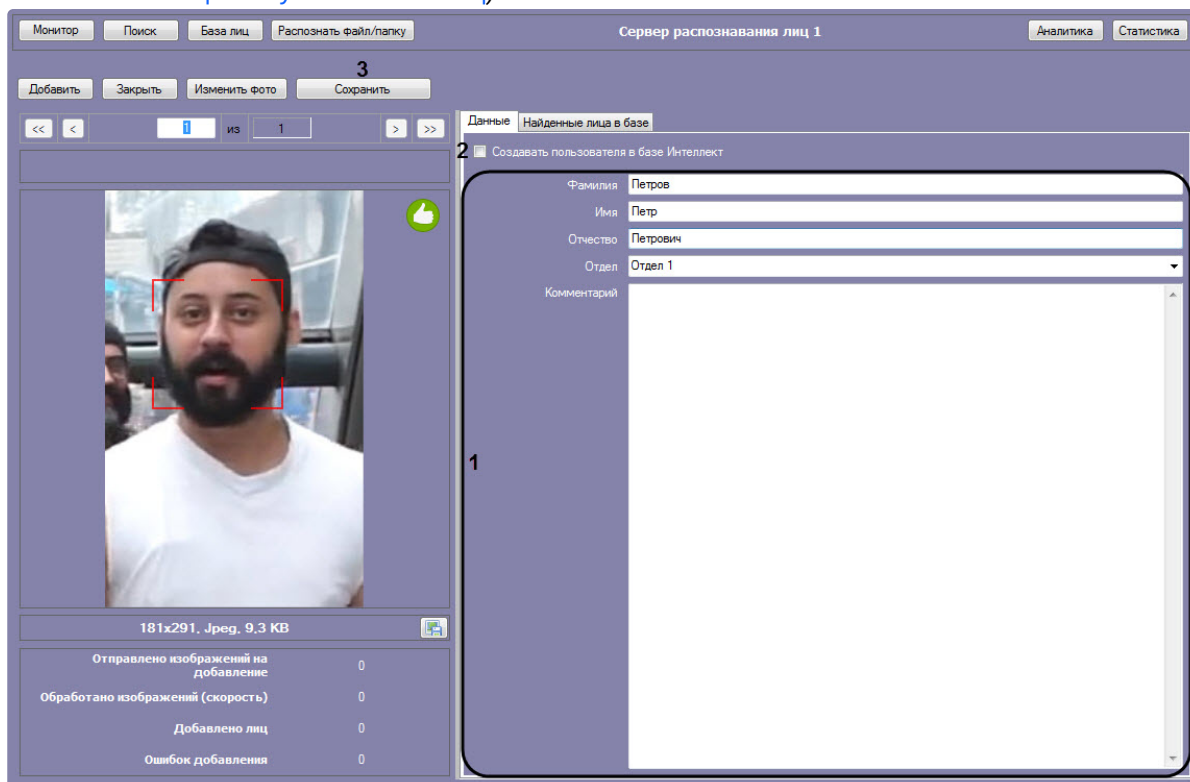 Монитор Поиск База лиц Распознать файл/папку Сервер распознавания лиц 1 Аналитика Статистика
3
Добавить Закрыть Изменить фото Сохранить
<< < 1 из 1 > >>
Данные Найденные лица в базе
2 Создавать пользователя в базе Интеллект
Фамилия Петров
Имя Петр
Отчество Петрович
Отдел Отдел 1
Комментарий
1
181x291, Jpeg, 9,3 KB
Отправлено изображений на
добавление 0
Обработано изображений (скорость) 0
Добавлено лиц 0
Ошибок добавления 0